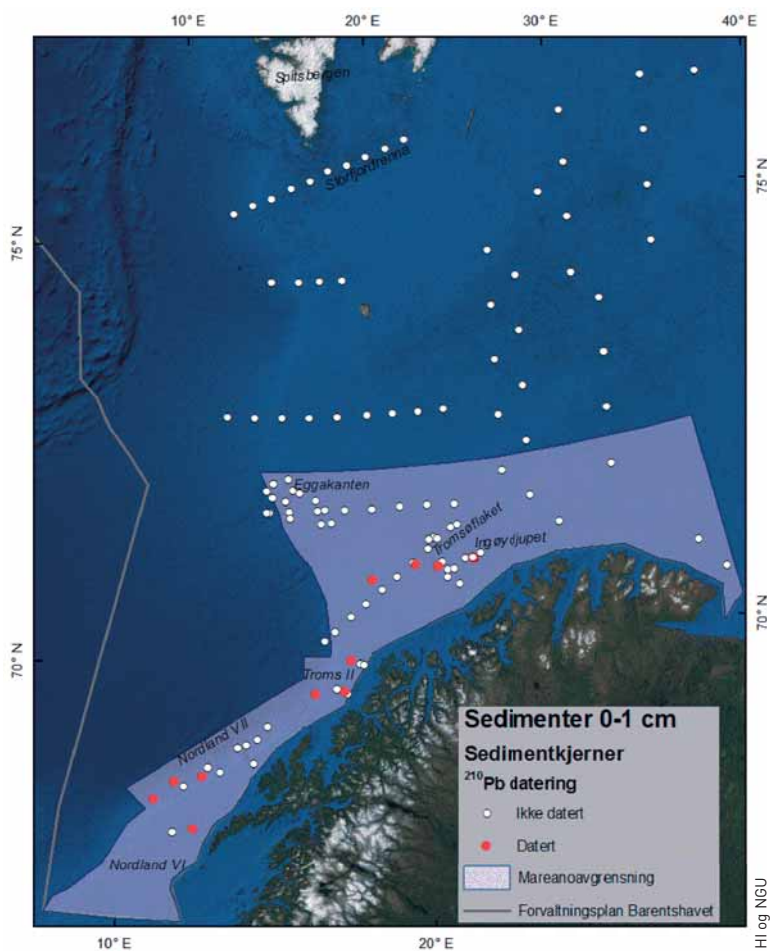 10° E
20° E
30° E
40° E
Spitsbergen
Storfjordrenna
75° N
75° N
Eggakanten
Tromsøflaket
Ingøydjupet
70° N
70° N
Troms II
Nordland VII
Nordland VI
Sedimenter 0-1 cm
Sedimentkjerner
²¹⁰Pb datering
Ikke datert
Datert
Mareanoavgrensning
Forvaltningsplan Barentshavet
10° E
20° E
HI og NGU